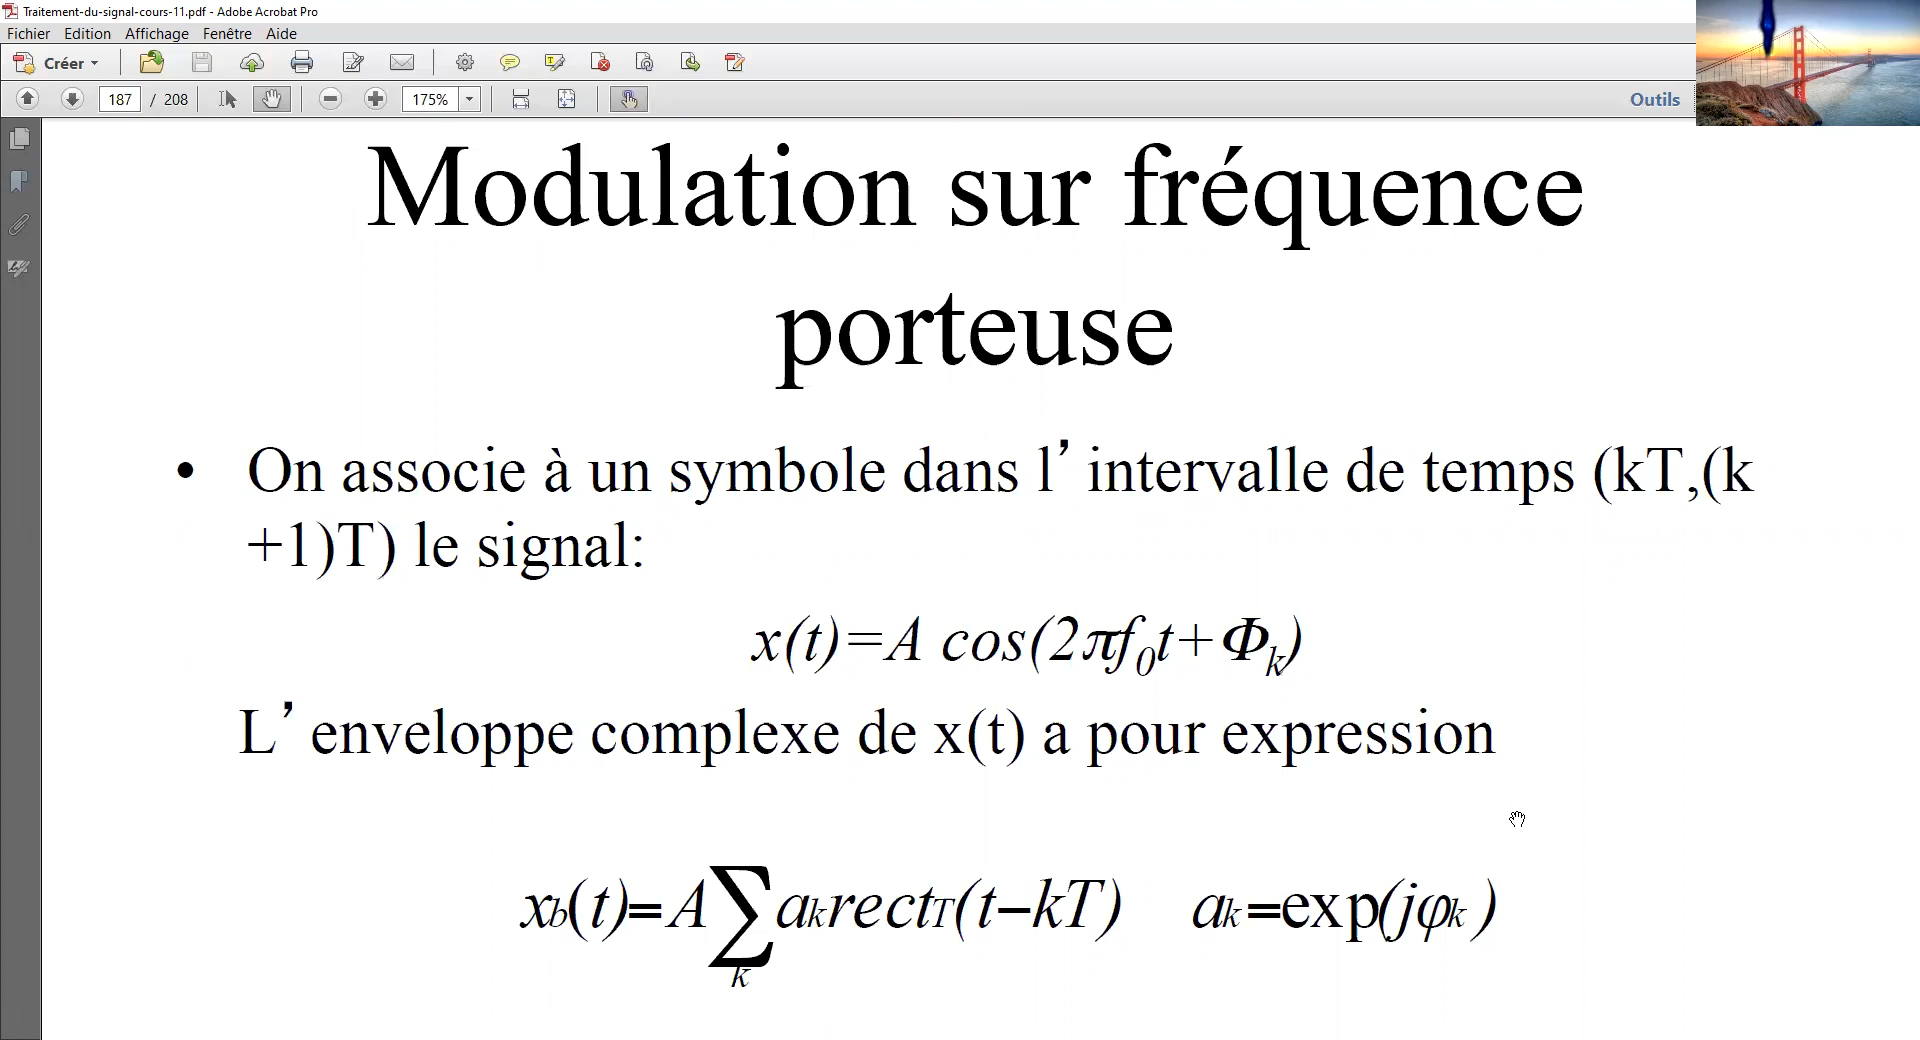 Traitement-du-signal-cours-11.pdf - Adobe Acrobat Pro
Fichier Edition Affichage Fenêtre Aide
Créer
187 / 208 175% Outils
Modulation sur fréquence
porteuse
• On associe à un symbole dans l’intervalle de temps (kT,(k
+1)T) le signal:
x(t)=A cos(2πf₀t+Φₖ)
L’enveloppe complexe de x(t) a pour expression
x_b(t)=A∑aₖrect_T(t−kT) aₖ=exp(jφₖ)
k